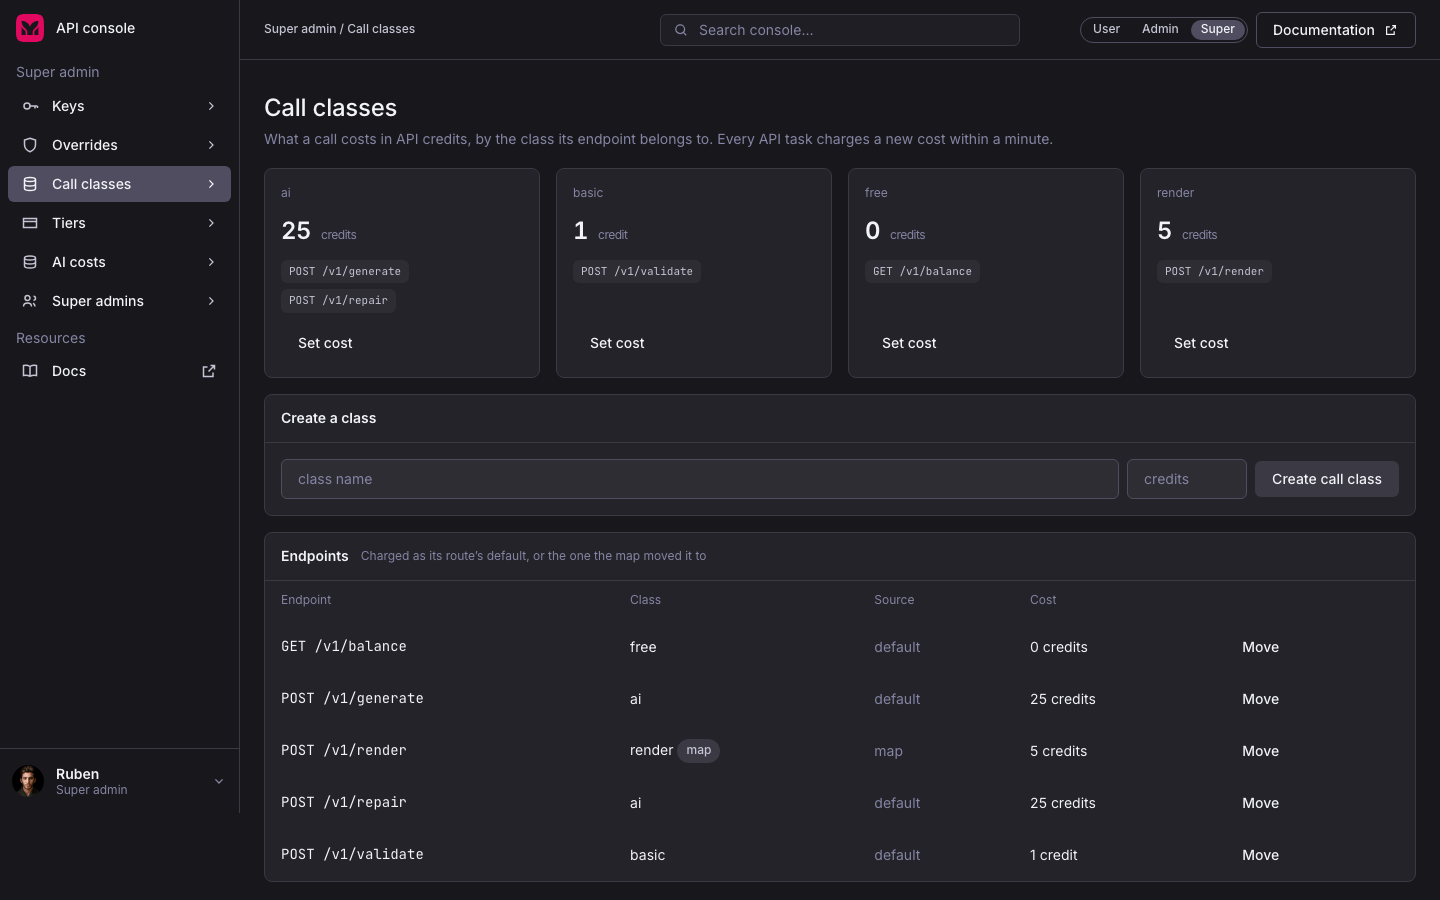 API console
Super admin / Call classes
Search console...
User
Admin
Super
Documentation
Super admin
Keys
Overrides
Call classes
Tiers
AI costs
Super admins
Resources
Docs
Ruben
Super admin
Call classes
What a call costs in API credits, by the class its endpoint belongs to. Every API task charges a new cost within a minute.
ai
25 credits
POST /v1/generate
POST /v1/repair
Set cost
basic
1 credit
POST /v1/validate
Set cost
free
0 credits
GET /v1/balance
Set cost
render
5 credits
POST /v1/render
Set cost
Create a class
class name
credits
Create call class
Endpoints Charged as its route's default, or the one the map moved it to
Endpoint Class Source Cost
GET /v1/balance free default 0 credits Move
POST /v1/generate ai default 25 credits Move
POST /v1/render render map map 5 credits Move
POST /v1/repair ai default 25 credits Move
POST /v1/validate basic default 1 credit Move